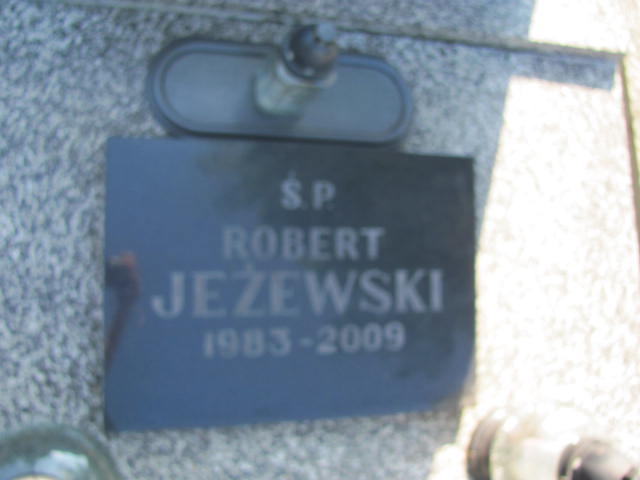 Ś.P.
ROBERT
JEŻEWSKI
1983-2009